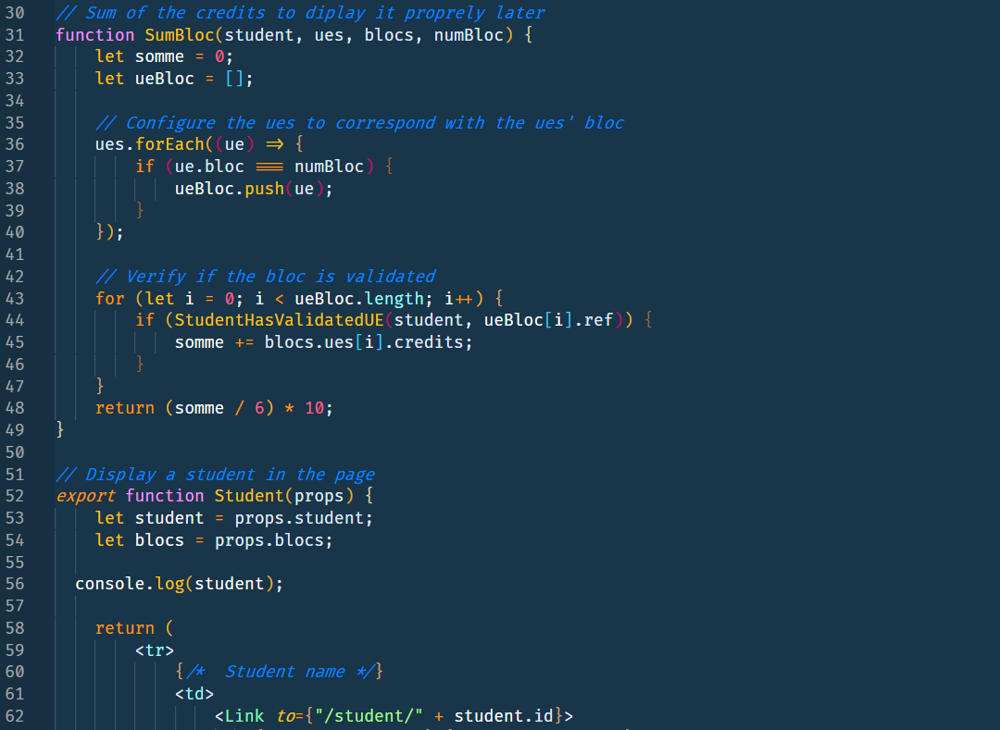 30 // Sum of the credits to diplay it proprely later
31 function SumBloc(student, ues, blocs, numBloc) {
32 let somme = 0;
33 let ueBloc = [];
34
35 // Configure the ues to correspond with the ues' bloc
36 ues.forEach((ue) => {
37 if (ue.bloc === numBloc) {
38 ueBloc.push(ue);
39 }
40 });
41
42 // Verify if the bloc is validated
43 for (let i = 0; i < ueBloc.length; i++) {
44 if (StudentHasValidatedUE(student, ueBloc[i].ref)) {
45 somme += blocs.ues[i].credits;
46 }
47 }
48 return (somme / 6) * 10;
49 }
50
51 // Display a student in the page
52 export function Student(props) {
53 let student = props.student;
54 let blocs = props.blocs;
55
56 console.log(student);
57
58 return (
59 <tr>
60 {/* Student name */}
61 <td>
62 <Link to={"/student/" + student.id}>